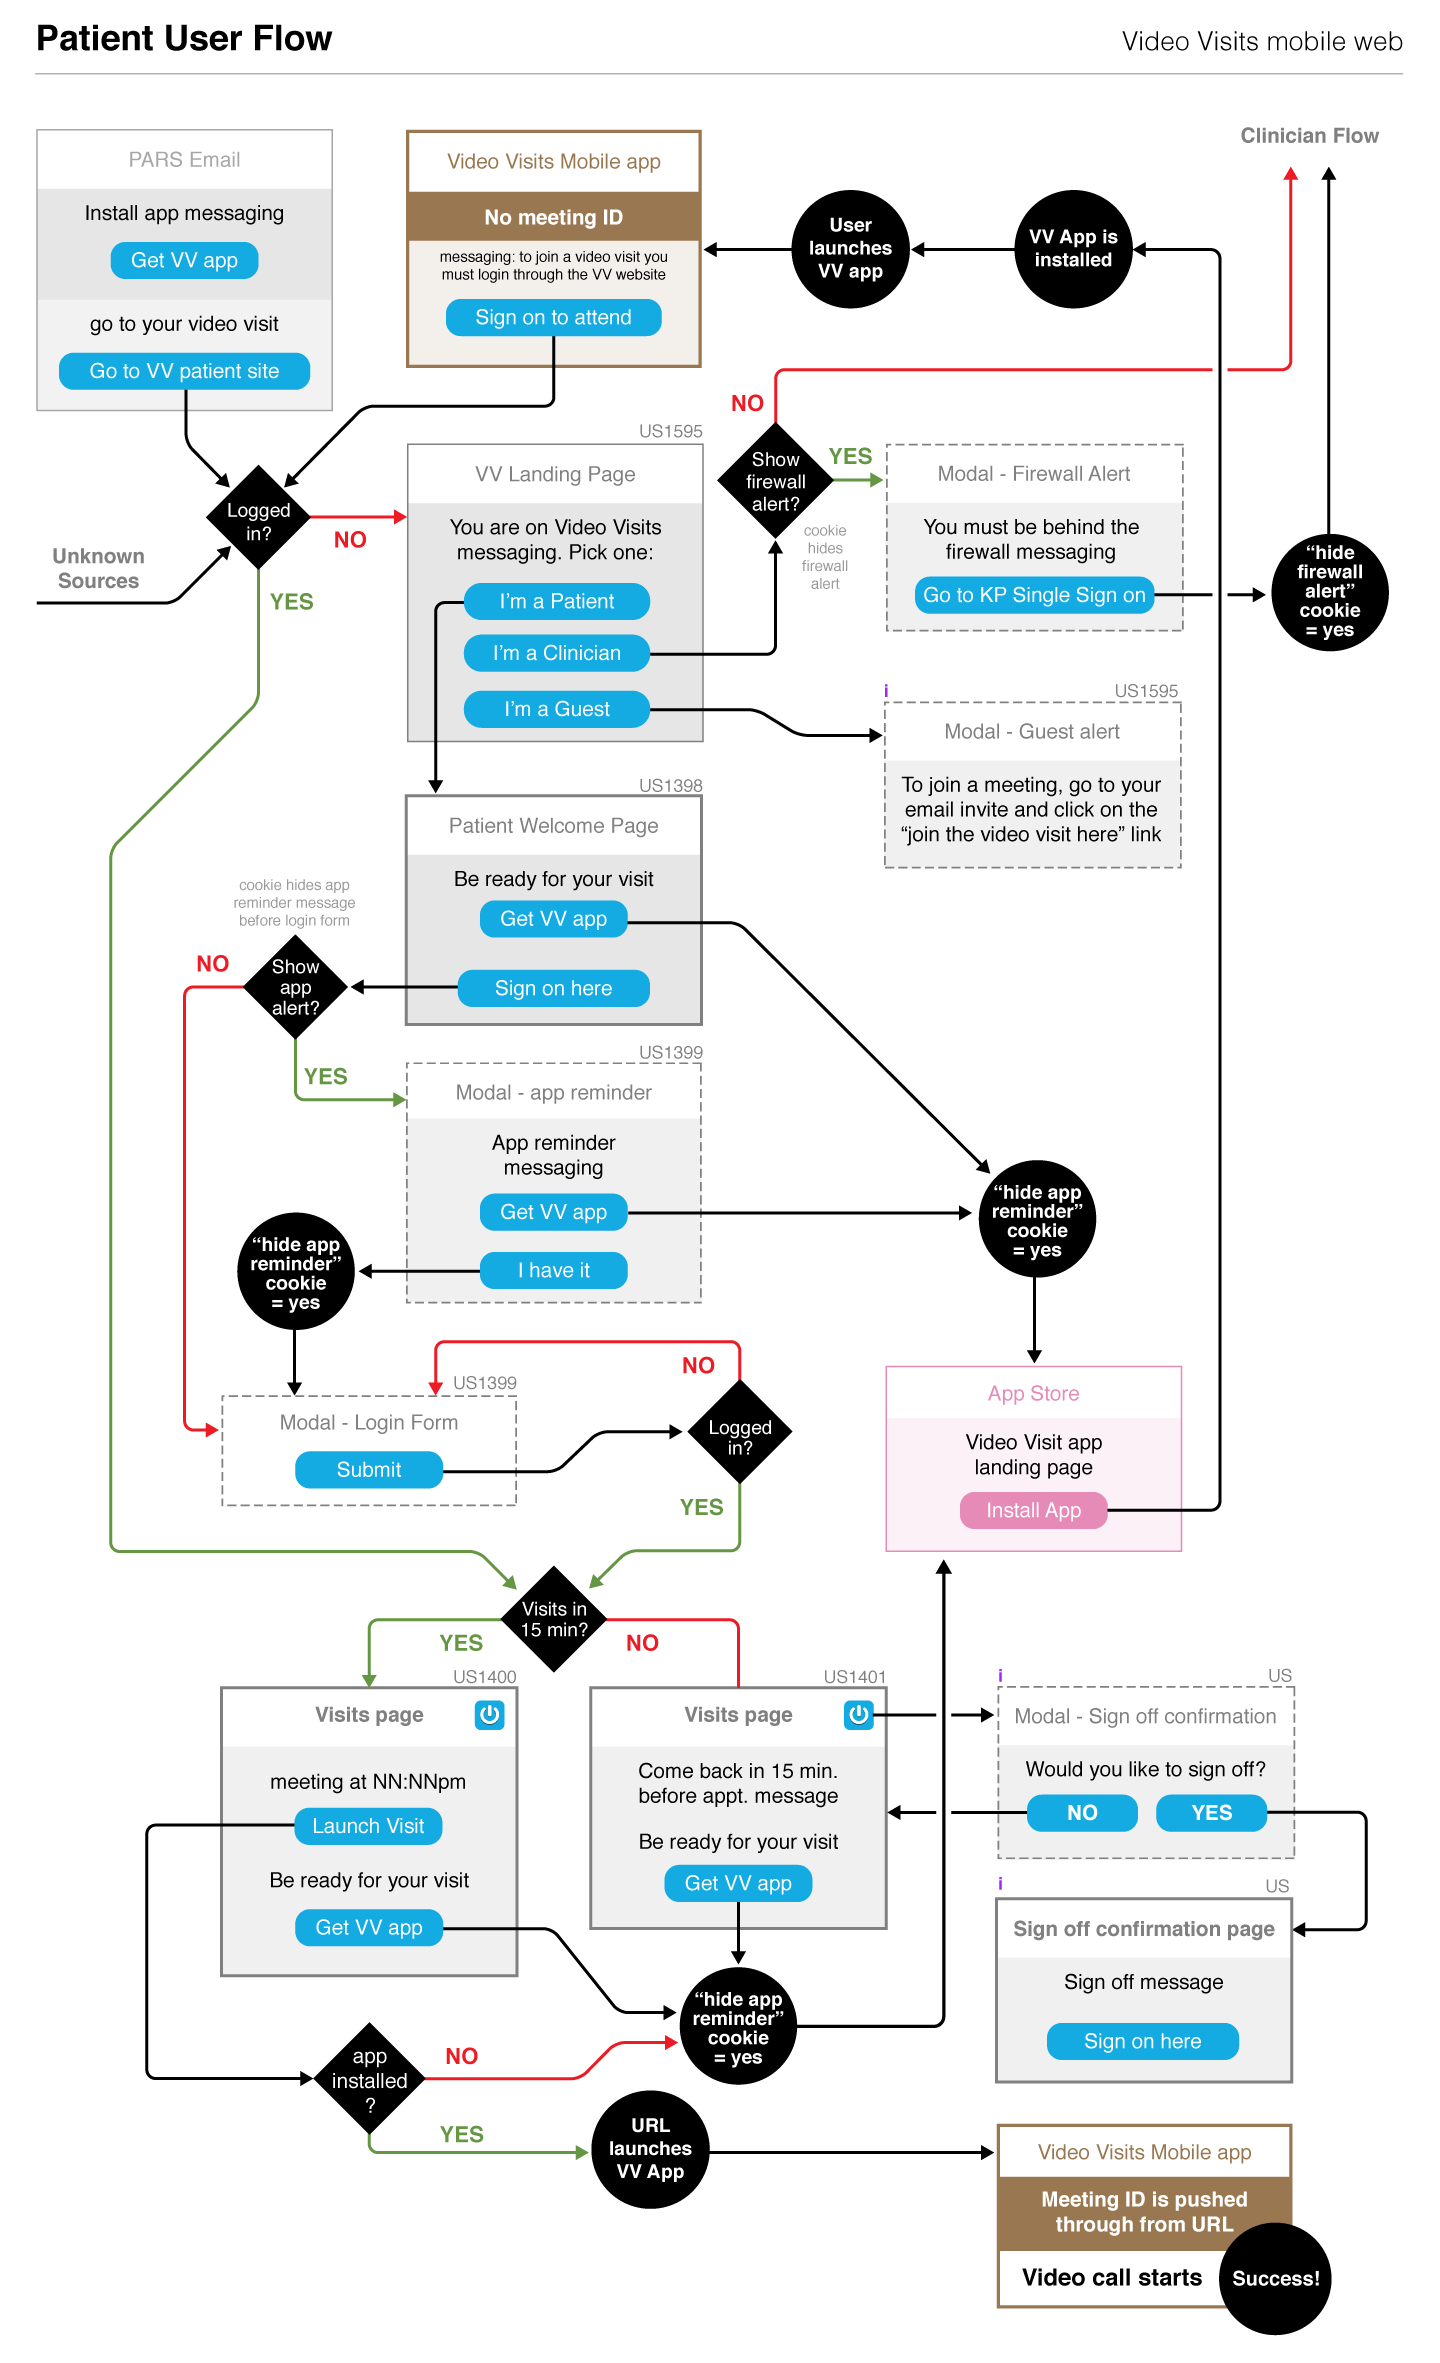 Patient User Flow
Video Visits mobile web
PARS Email
Install app messaging
Get VV app
go to your video visit
Go to VV patient site
Video Visits Mobile app
No meeting ID
messaging: to join a video visit you
must login through the VV website
Sign on to attend
User
launches
VV app
VV App is
installed
Clinician Flow
Logged
in?
Unknown
Sources
NO
YES
US1595
VV Landing Page
You are on Video Visits
messaging. Pick one:
I'm a Patient
I'm a Clinician
I'm a Guest
NO
Show
firewall
alert?
YES
cookie
hides
firewall
alert
Modal - Firewall Alert
You must be behind the
firewall messaging
Go to KP Single Sign on
“hide
firewall
alert”
cookie
= yes
i
US1595
Modal - Guest alert
To join a meeting, go to your
email invite and click on the
“join the video visit here” link
US1398
Patient Welcome Page
Be ready for your visit
Get VV app
Sign on here
cookie hides app
reminder message
before login form
NO
Show
app
alert?
YES
US1399
Modal - app reminder
App reminder
messaging
Get VV app
I have it
“hide app
reminder”
cookie
= yes
“hide app
reminder”
cookie
= yes
NO
US1399
Modal - Login Form
Submit
Logged
in?
YES
App Store
Video Visit app
landing page
Install App
Visits in
15 min?
YES
NO
US1400
Visits page
meeting at NN:NNpm
Launch Visit
Be ready for your visit
Get VV app
US1401
Visits page
Come back in 15 min.
before appt. message
Be ready for your visit
Get VV app
i
US
Modal - Sign off confirmation
Would you like to sign off?
NO
YES
i
US
Sign off confirmation page
Sign off message
Sign on here
“hide app
reminder”
cookie
= yes
app
installed
?
NO
YES
URL
launches
VV App
Video Visits Mobile app
Meeting ID is pushed
through from URL
Video call starts
Success!